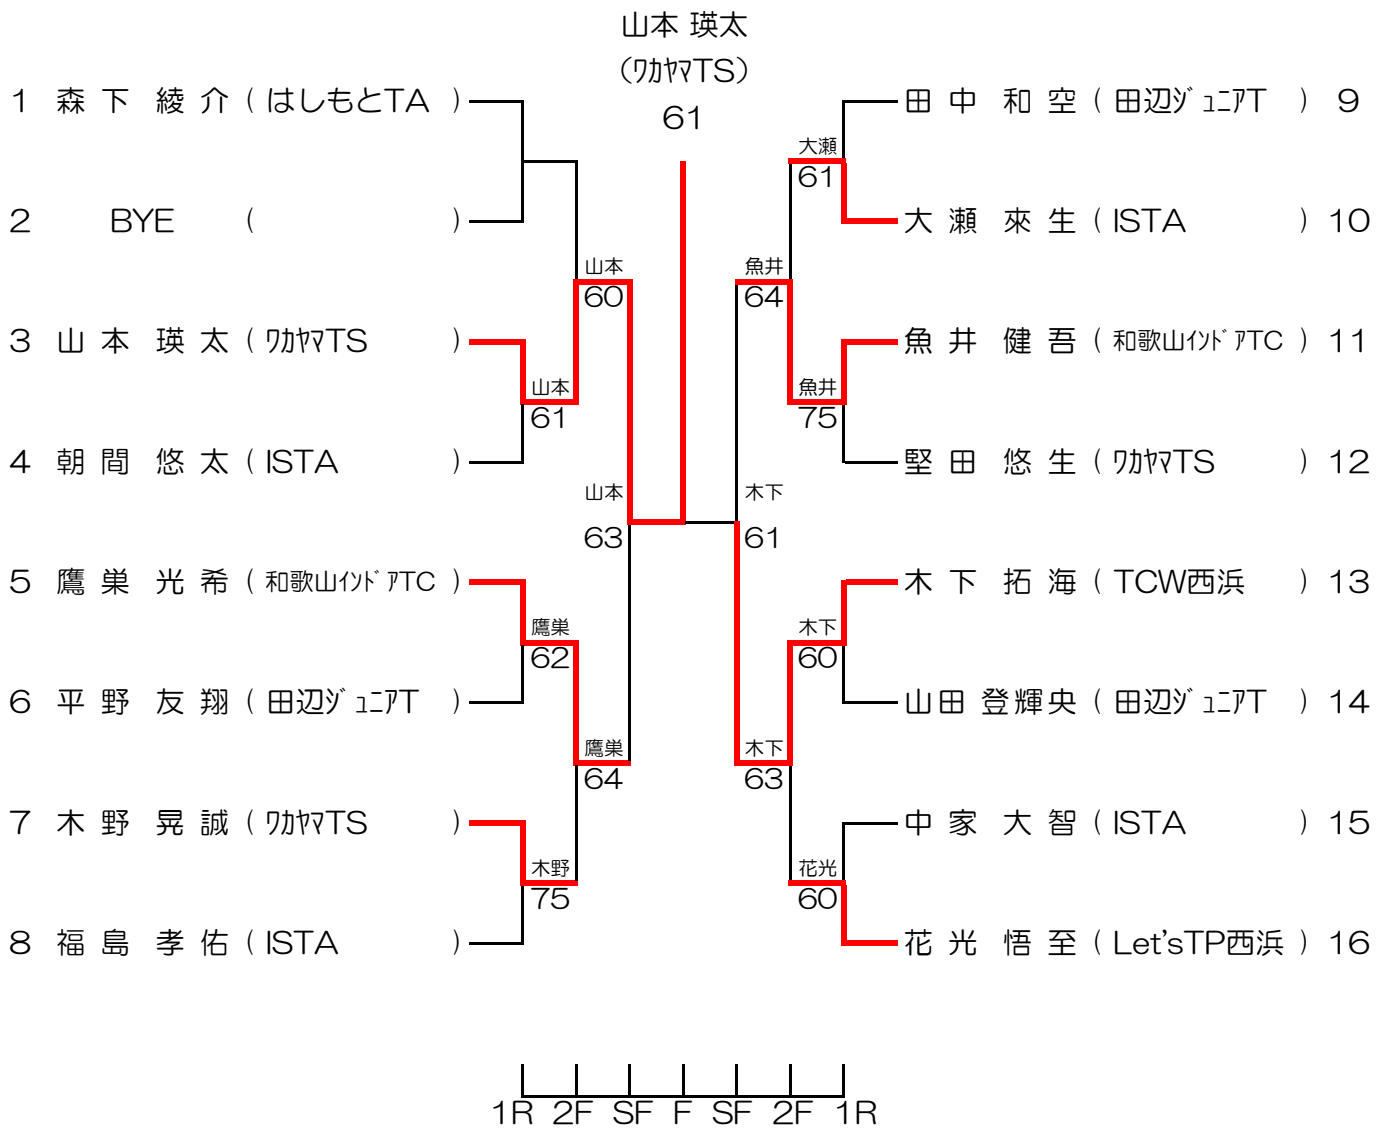 山本 瑛太
(ﾜｶﾔﾏTS)
61
1 森下 綾介 ( はしもとTA )
2 BYE ( )
3 山本 瑛太 ( ﾜｶﾔﾏTS )
4 朝間 悠太 ( ISTA )
5 鷹巣 光希 ( 和歌山ｲﾝﾄﾞｱTC )
6 平野 友翔 ( 田辺ｼﾞｭﾆｱT )
7 木野 晃誠 ( ﾜｶﾔﾏTS )
8 福島 孝佑 ( ISTA )
山本
61
鷹巣
62
木野
75
山本
60
鷹巣
64
山本
63
木下
61
魚井
64
木下
63
大瀬
61
魚井
75
木下
60
花光
60
田中 和空 ( 田辺ｼﾞｭﾆｱT ) 9
大瀬 來生 ( ISTA ) 10
魚井 健吾 ( 和歌山ｲﾝﾄﾞｱTC ) 11
堅田 悠生 ( ﾜｶﾔﾏTS ) 12
木下 拓海 ( TCW西浜 ) 13
山田 登輝央 ( 田辺ｼﾞｭﾆｱT ) 14
中家 大智 ( ISTA ) 15
花光 悟至 ( Let'sTP西浜 ) 16
1R 2F SF F SF 2F 1R